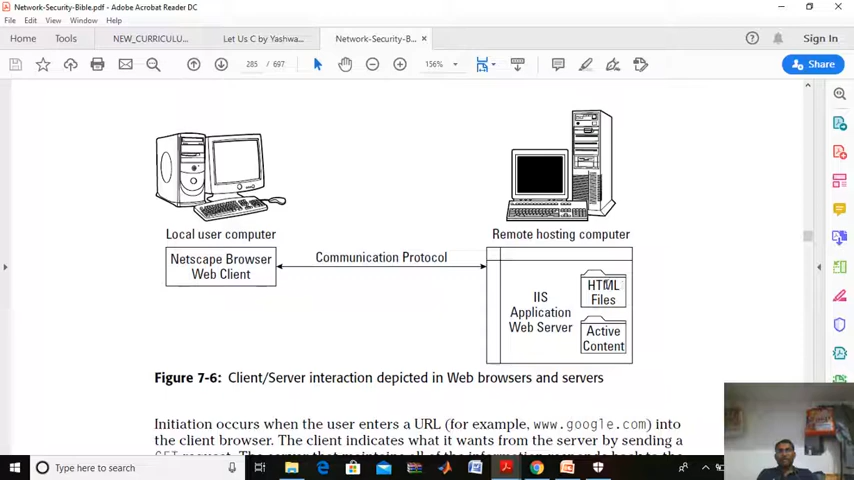 Network-Security-Bible.pdf - Adobe Acrobat Reader DC
File Edit View Window Help
Home Tools NEW_CURRICULU... Let Us C by Yashwa... Network-Security-B... × ? Sign In
285 / 697 156% Share
Local user computer Remote hosting computer
Netscape Browser
Web Client
Communication Protocol
IIS
Application
Web Server
HTML
Files
Active
Content
Figure 7-6: Client/Server interaction depicted in Web browsers and servers
Initiation occurs when the user enters a URL (for example, www.google.com) into
the client browser. The client indicates what it wants from the server by sending a
Type here to search